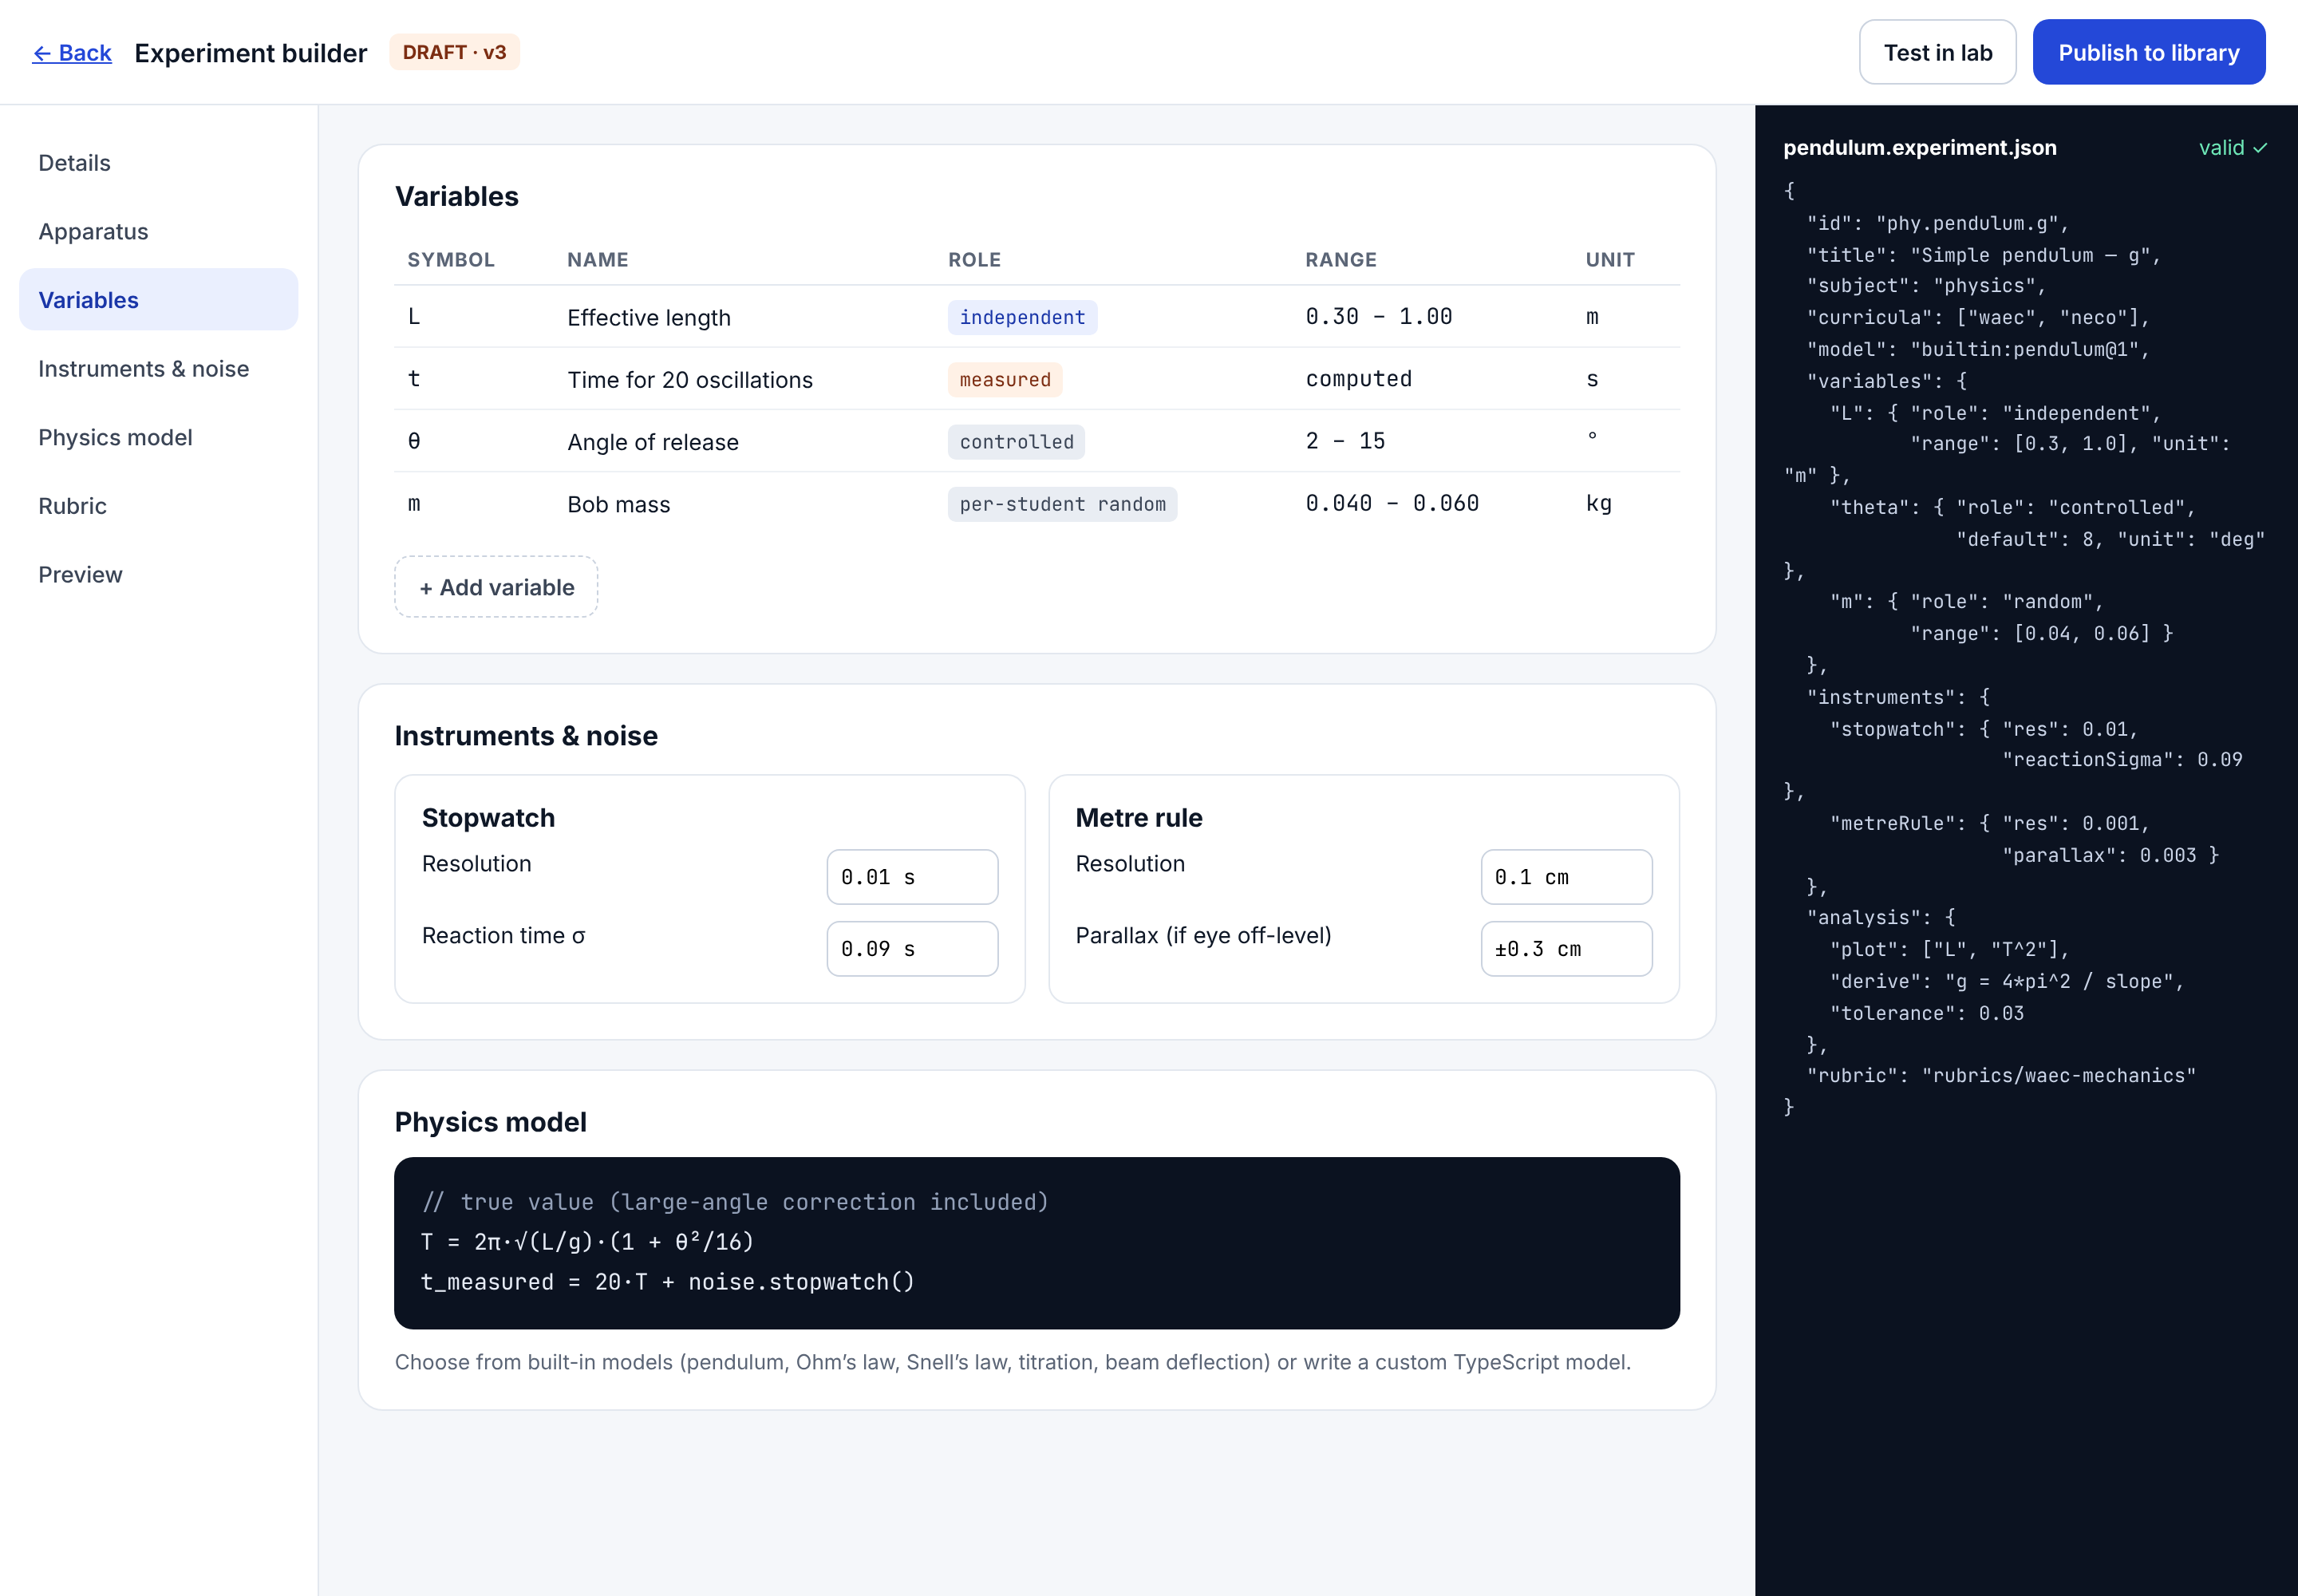 ← Back
Experiment builder
DRAFT · v3
Test in lab
Publish to library
Details
Apparatus
Variables
Instruments & noise
Physics model
Rubric
Preview
Variables
SYMBOL NAME ROLE RANGE UNIT
L Effective length independent 0.30 – 1.00 m
t Time for 20 oscillations measured computed s
θ Angle of release controlled 2 – 15 °
m Bob mass per-student random 0.040 – 0.060 kg
+ Add variable
Instruments & noise
Stopwatch
Resolution 0.01 s
Reaction time σ 0.09 s
Metre rule
Resolution 0.1 cm
Parallax (if eye off-level) ±0.3 cm
Physics model
// true value (large-angle correction included)
T = 2π·√(L/g)·(1 + θ²/16)
t_measured = 20·T + noise.stopwatch()
Choose from built-in models (pendulum, Ohm’s law, Snell’s law, titration, beam deflection) or write a custom TypeScript model.
pendulum.experiment.json valid ✓
{
  "id": "phy.pendulum.g",
  "title": "Simple pendulum — g",
  "subject": "physics",
  "curricula": ["waec", "neco"],
  "model": "builtin:pendulum@1",
  "variables": {
    "L": { "role": "independent",
           "range": [0.3, 1.0], "unit":
"m" },
    "theta": { "role": "controlled",
               "default": 8, "unit": "deg"
},
    "m": { "role": "random",
           "range": [0.04, 0.06] }
  },
  "instruments": {
    "stopwatch": { "res": 0.01,
                   "reactionSigma": 0.09
},
    "metreRule": { "res": 0.001,
                   "parallax": 0.003 }
  },
  "analysis": {
    "plot": ["L", "T^2"],
    "derive": "g = 4*pi^2 / slope",
    "tolerance": 0.03
  },
  "rubric": "rubrics/waec-mechanics"
}